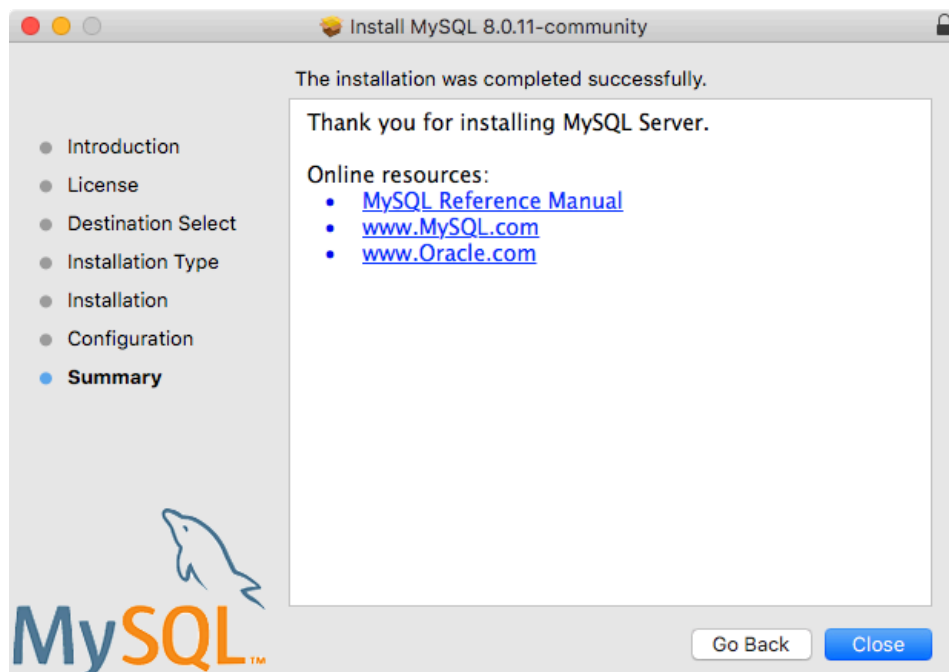 Install MySQL 8.0.11-community
The installation was completed successfully.
Introduction
License
Destination Select
Installation Type
Installation
Configuration
Summary
Thank you for installing MySQL Server.
Online resources:
• MySQL Reference Manual
• www.MySQL.com
• www.Oracle.com
MySQL™
Go Back
Close